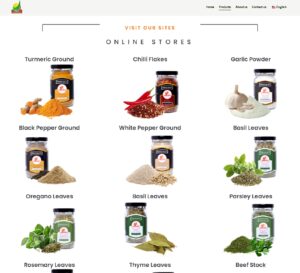 Home Products About us Contact us English
VISIT OUR SITES
ONLINE STORES
Turmeric Ground Chilli Flakes Garlic Powder
Black Pepper Ground White Pepper Ground Basil Leaves
Oregano Leaves Basil Leaves Parsley Leaves
Rosemary Leaves Thyme Leaves Beef Stock